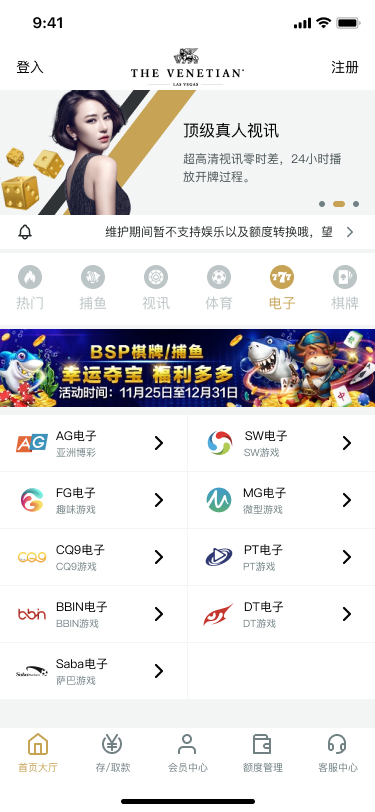 9:41
登入
THE VENETIAN
LAS VEGAS
注册
顶级真人视讯
超高清视讯零时差，24小时播
放开牌过程。
维护期间暂不支持娱乐以及额度转换哦，望
777
热门
捕鱼
视讯
体育
电子
棋牌
BSP棋牌/捕鱼
幸运夺宝 福利多多
活动时间：11月25日至12月31日
AG
AG电子
亚洲博彩
SW电子
SW游戏
FG电子
趣味游戏
MG电子
微型游戏
CQ9
CQ9电子
CQ9游戏
PT电子
PT游戏
bbin
BBIN电子
BBIN游戏
DT电子
DT游戏
Saba电子
萨巴游戏
首页大厅
存/取款
会员中心
额度管理
客服中心